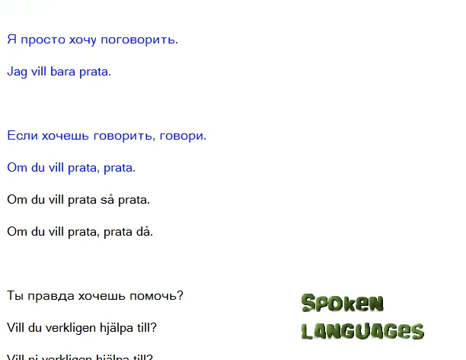 Я просто хочу поговорить.
Jag vill bara prata.
Если хочешь говорить, говори.
Om du vill prata, prata.
Om du vill prata så prata.
Om du vill prata, prata då.
Ты правда хочешь помочь?
Vill du verkligen hjälpa till?
Vill ni verkligen hjälpa till?
Spoken
Languages